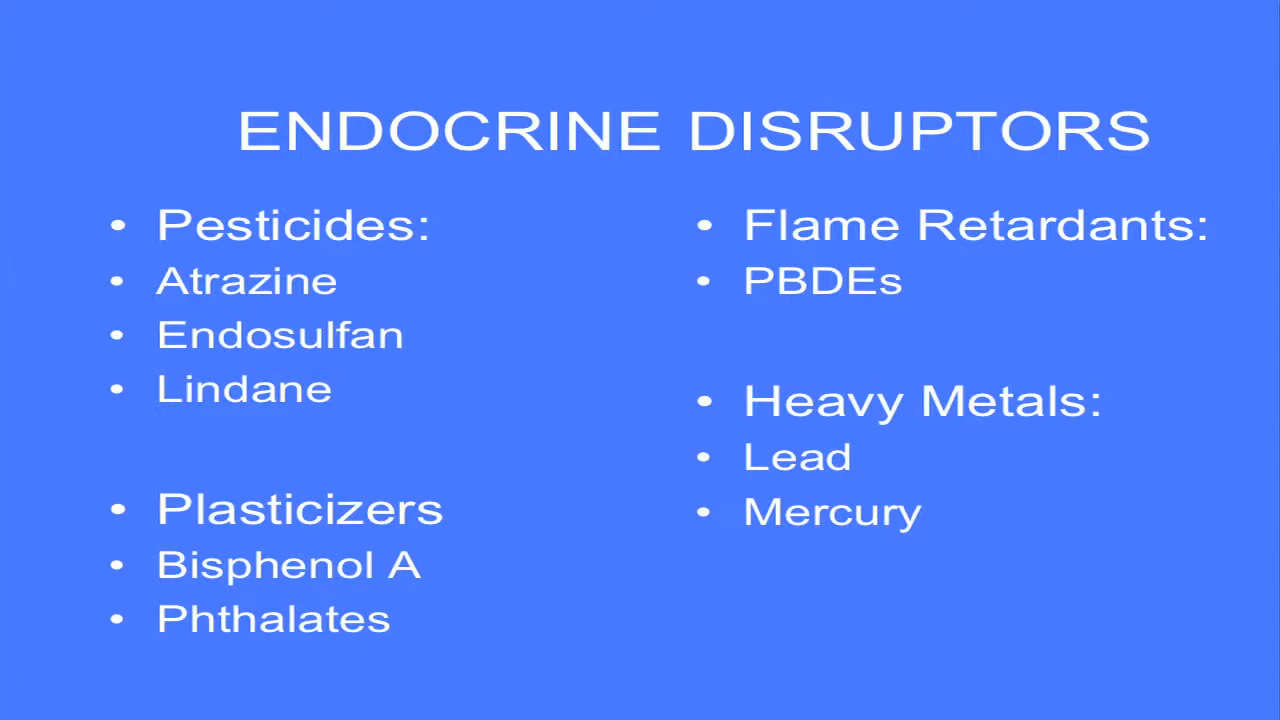 ENDOCRINE DISRUPTORS
• Pesticides:
• Atrazine
• Endosulfan
• Lindane
• Plasticizers
• Bisphenol A
• Phthalates
• Flame Retardants:
• PBDEs
• Heavy Metals:
• Lead
• Mercury